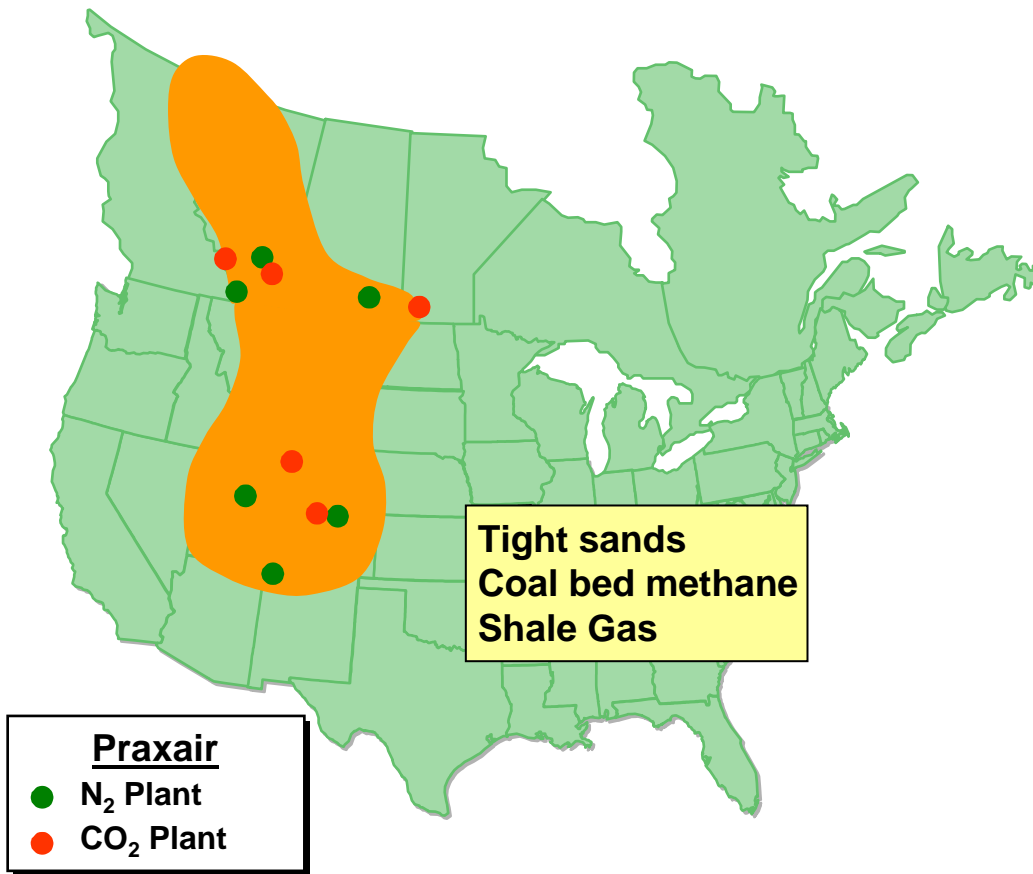 Tight sands
Coal bed methane
Shale Gas
Praxair
N₂ Plant
CO₂ Plant